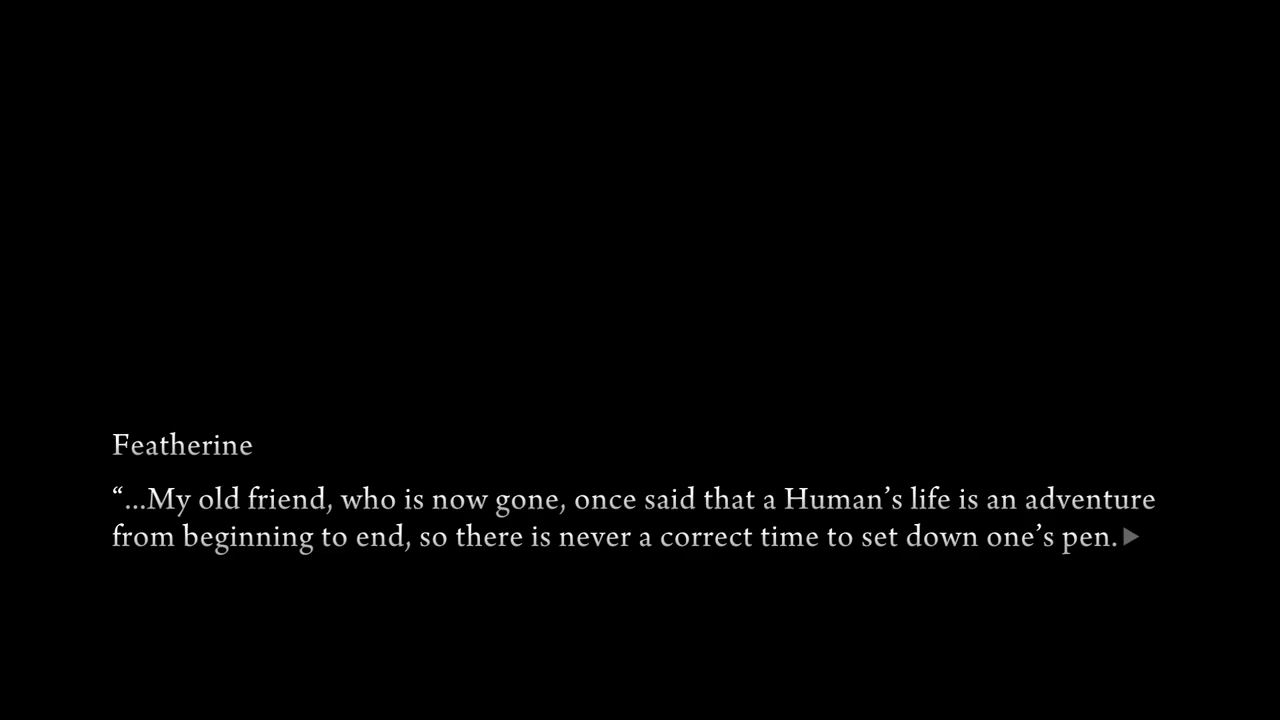 Featherine
“...My old friend, who is now gone, once said that a Human’s life is an adventure
from beginning to end, so there is never a correct time to set down one’s pen.